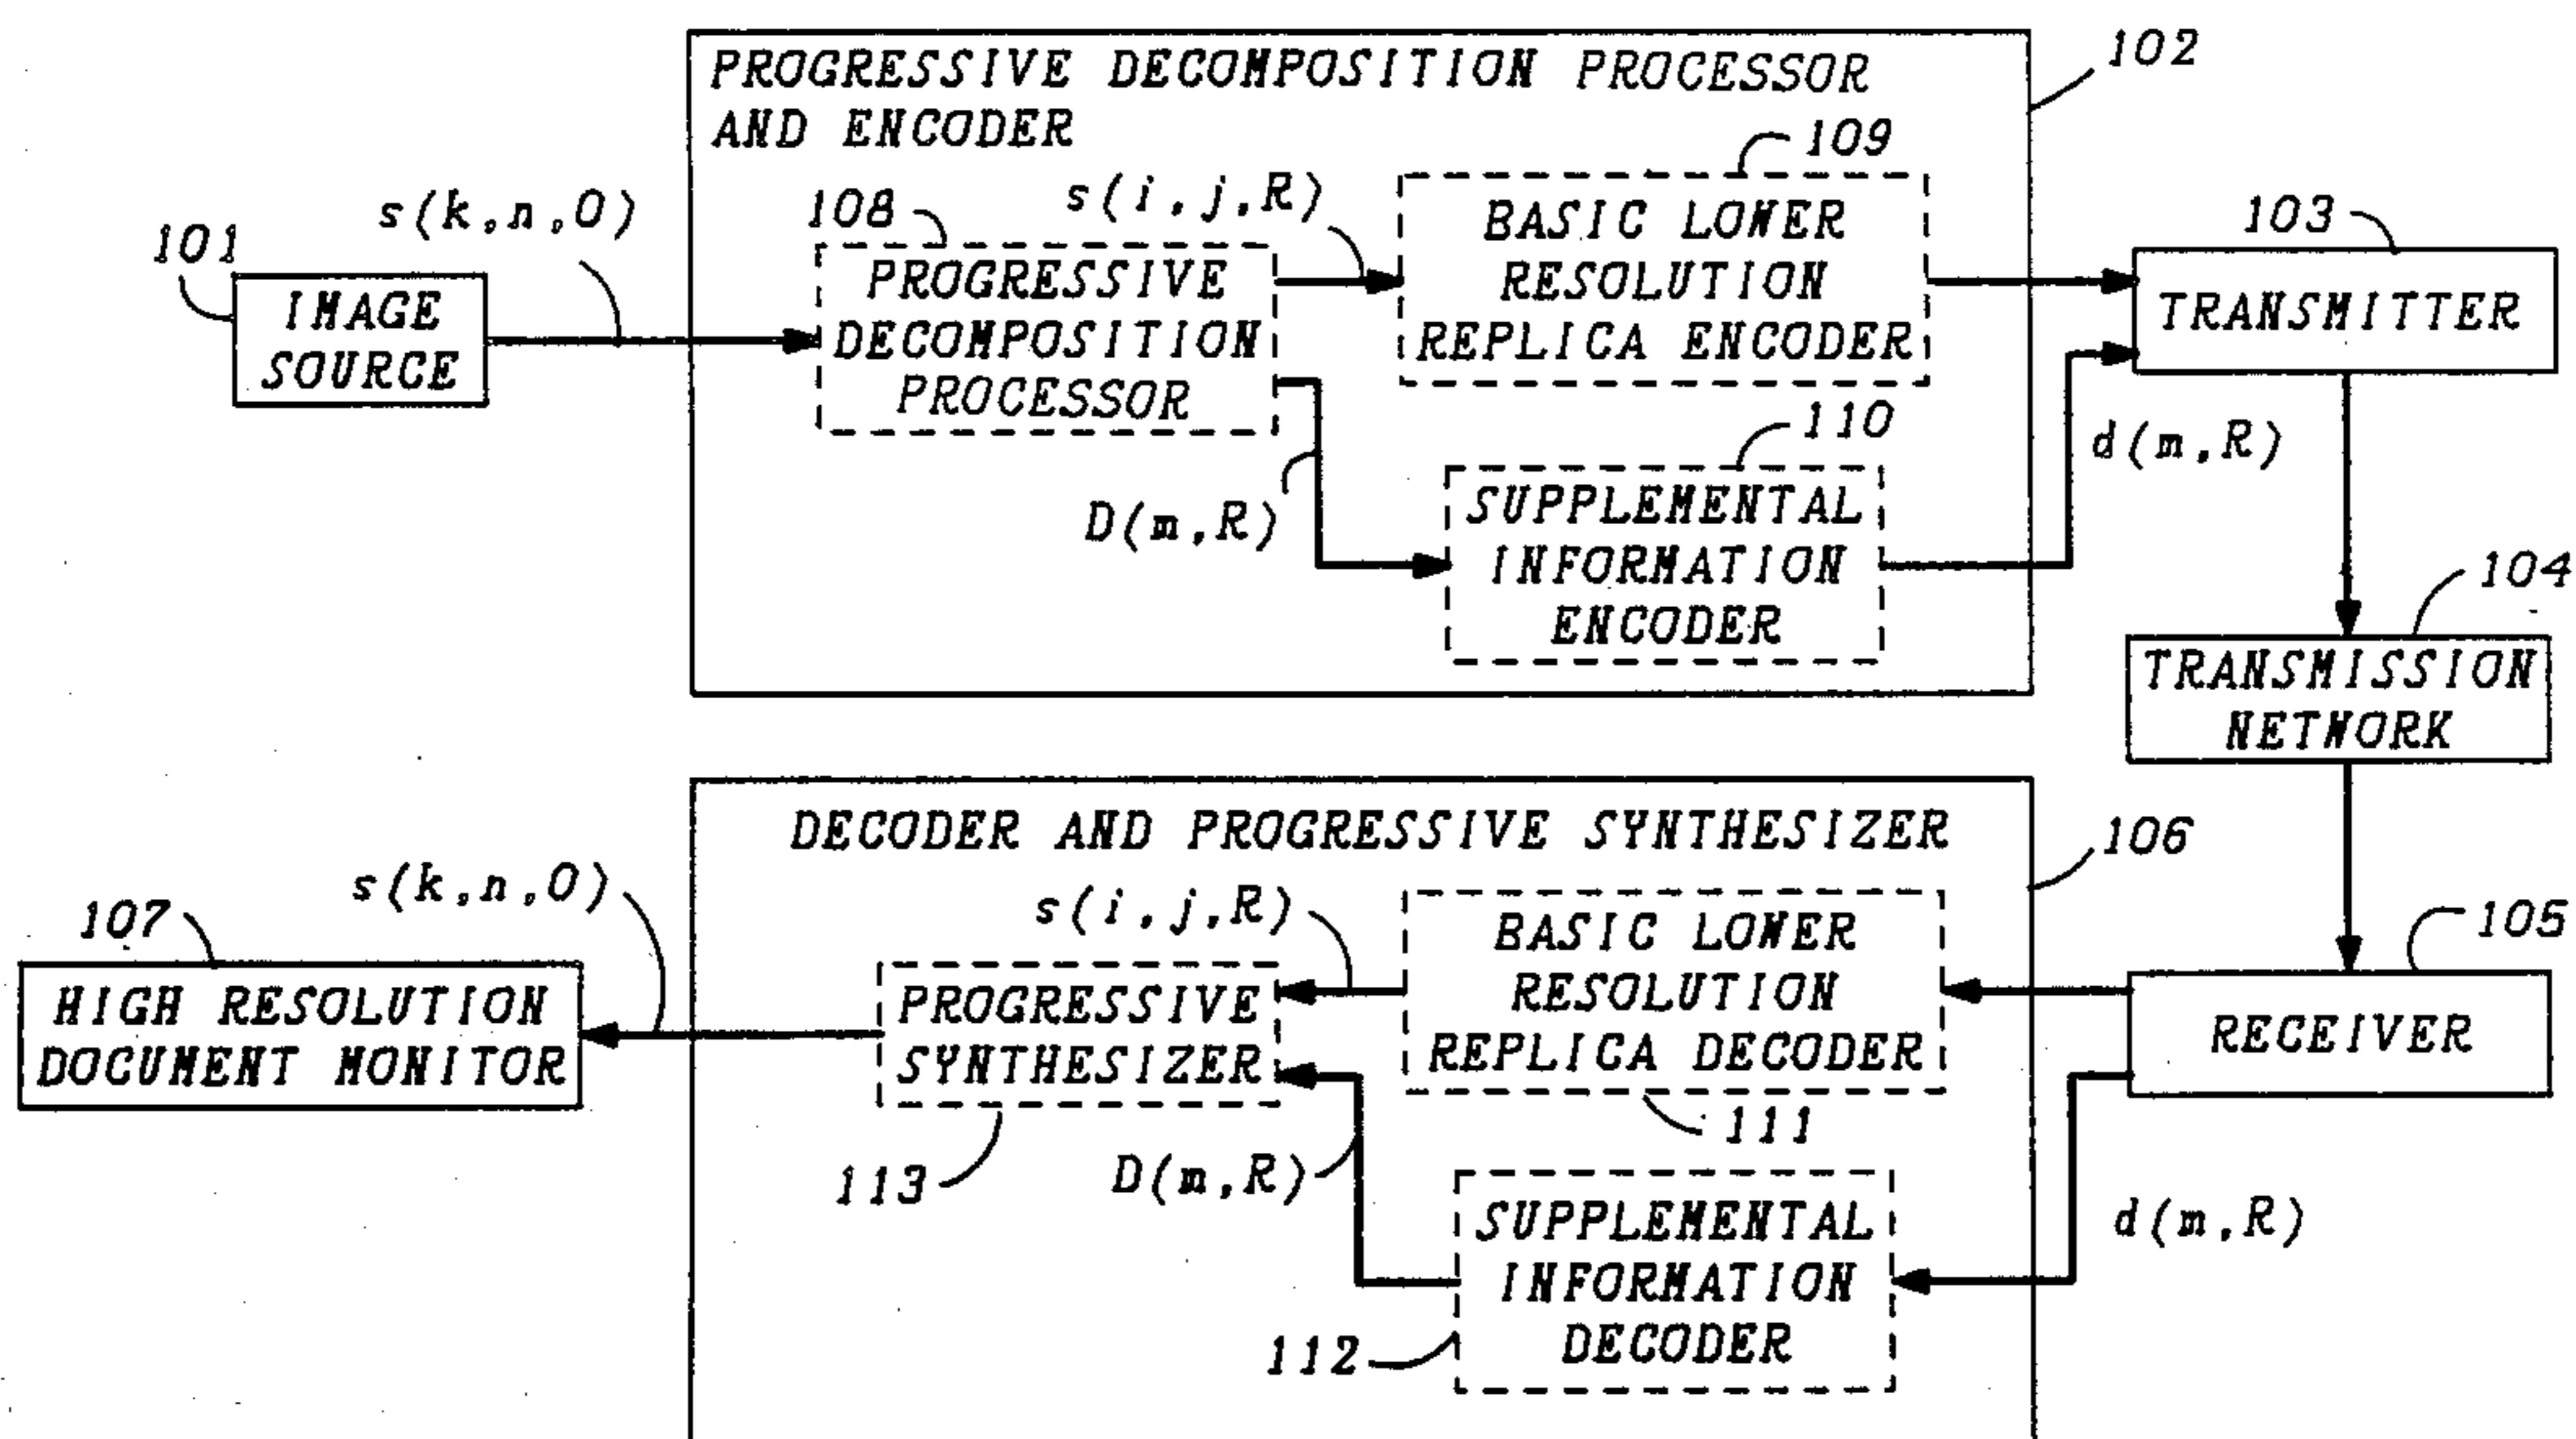 PROGRESSIVE DECOMPOSITION PROCESSOR
AND ENCODER
102
101
s(k,n,0)
IMAGE
SOURCE
108
PROGRESSIVE
DECOMPOSITION
PROCESSOR
s(i,j,R)
109
BASIC LOWER
RESOLUTION
REPLICA ENCODER
D(m,R)
110
SUPPLEMENTAL
INFORMATION
ENCODER
d(m,R)
103
TRANSMITTER
104
TRANSMISSION
NETWORK
105
RECEIVER
DECODER AND PROGRESSIVE SYNTHESIZER
106
s(i,j,R)
BASIC LOWER
RESOLUTION
REPLICA DECODER
111
d(m,R)
SUPPLEMENTAL
INFORMATION
DECODER
112
D(m,R)
PROGRESSIVE
SYNTHESIZER
113
s(k,n,0)
107
HIGH RESOLUTION
DOCUMENT MONITOR